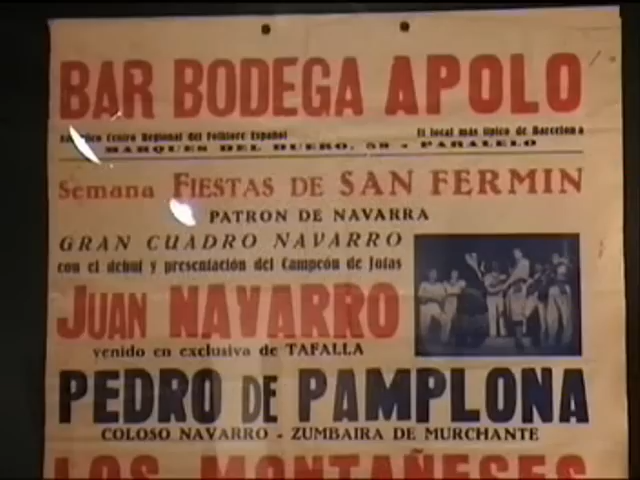 BAR BODEGA APOLO
Centro Regional del Folklore Español
El local más típico de Barcelona
MARQUES DEL DUERO, 58 - PARALELO
Semana FIESTAS DE SAN FERMIN
PATRON DE NAVARRA
GRAN CUADRO NAVARRO
con el debut y presentación del Campeón de Jotas
JUAN NAVARRO
venido en exclusiva de TAFALLA
PEDRO DE PAMPLONA
COLOSO NAVARRO - ZUMBAIRA DE MURCHANTE
LOS MONTAÑESES